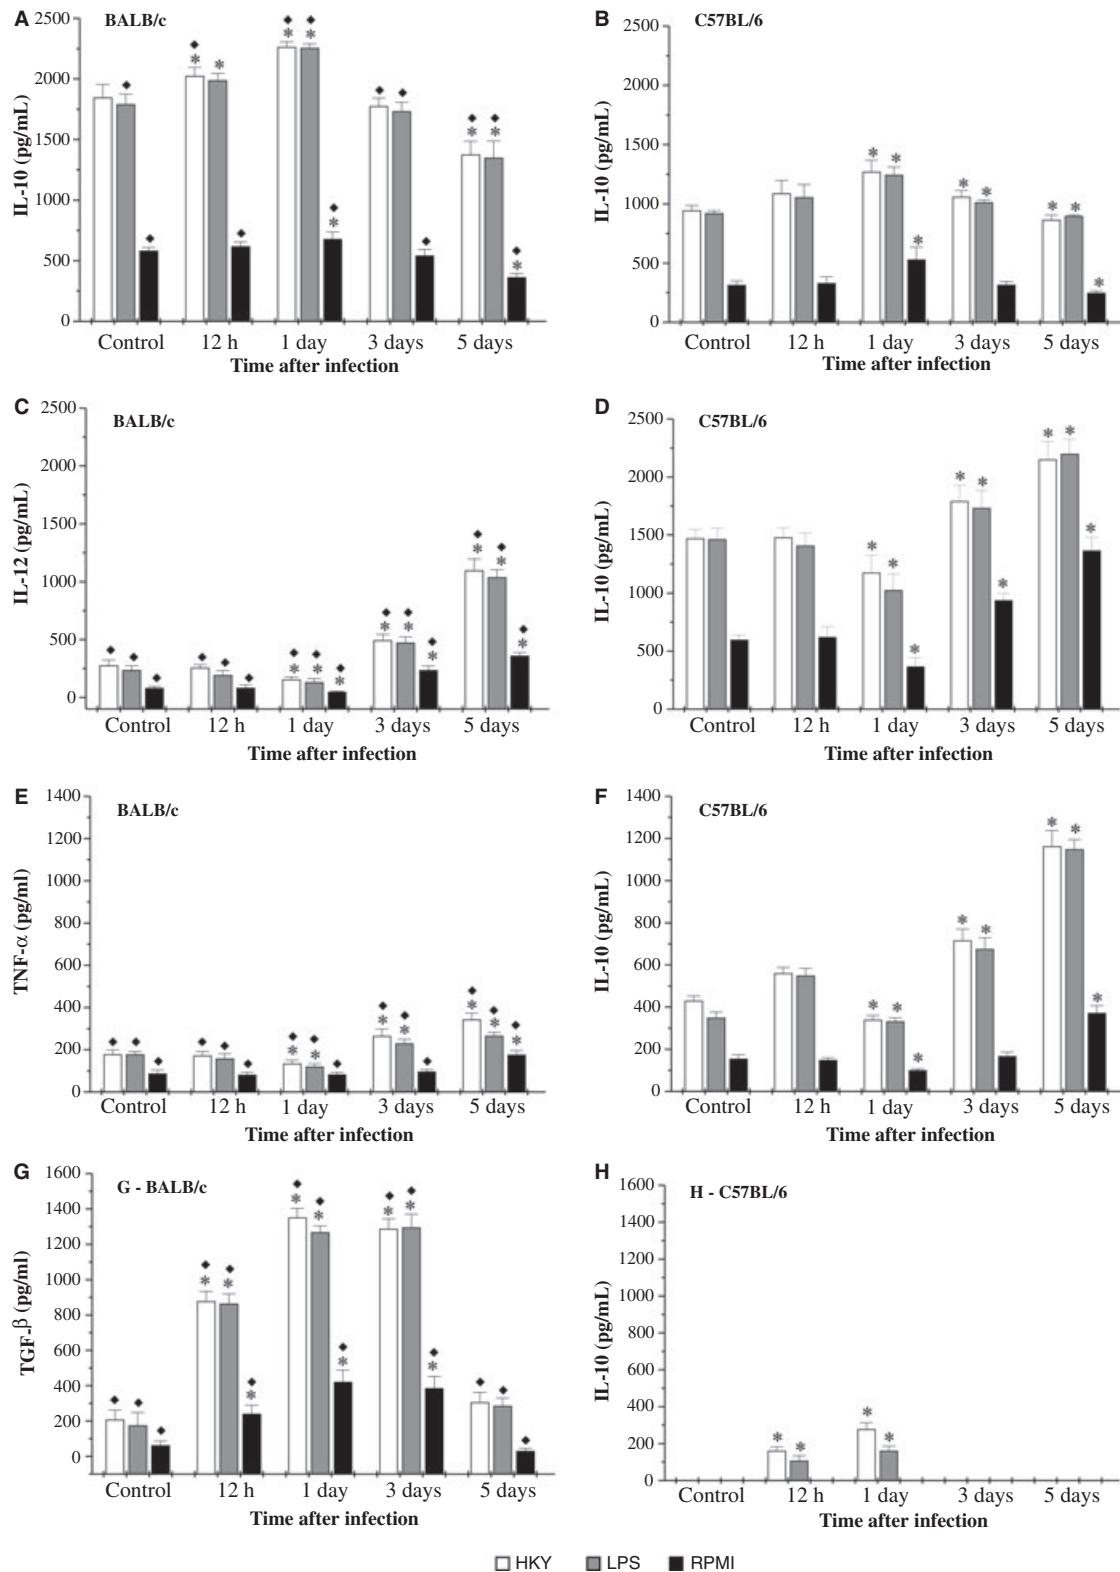 A BALB/c
IL-10 (pg/mL)
2500
2000
1500
1000
500
0
Control 12 h 1 day 3 days 5 days
Time after infection
B C57BL/6
IL-10 (pg/mL)
2500
2000
1500
1000
500
0
Control 12 h 1 day 3 days 5 days
Time after infection
C BALB/c
IL-12 (pg/mL)
2500
2000
1500
1000
500
0
Control 12 h 1 day 3 days 5 days
Time after infection
D C57BL/6
IL-10 (pg/mL)
2500
2000
1500
1000
500
0
Control 12 h 1 day 3 days 5 days
Time after infection
E BALB/c
TNF-α (pg/ml)
1400
1200
1000
800
600
400
200
0
Control 12 h 1 day 3 days 5 days
Time after infection
F C57BL/6
IL-10 (pg/mL)
1400
1200
1000
800
600
400
200
0
Control 12 h 1 day 3 days 5 days
Time after infection
G G - BALB/c
TGF-β (pg/ml)
1600
1400
1200
1000
800
600
400
200
0
Control 12 h 1 day 3 days 5 days
Time after infection
H H - C57BL/6
IL-10 (pg/mL)
1600
1400
1200
1000
800
600
400
200
0
Control 12 h 1 day 3 days 5 days
Time after infection
HKY LPS RPMI